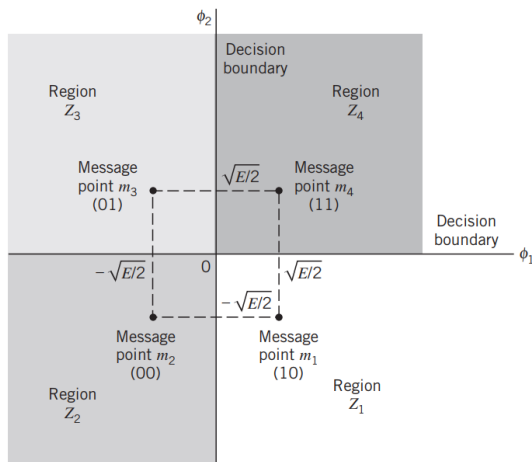 ϕ₂
Decision
boundary
Region
Z₃
Region
Z₄
Message
point m₃
(01)
√E/2
Message
point m₄
(11)
Decision
boundary
ϕ₁
0
– √E/2
√E/2
– √E/2
Message
point m₂
(00)
Message
point m₁
(10)
Region
Z₂
Region
Z₁